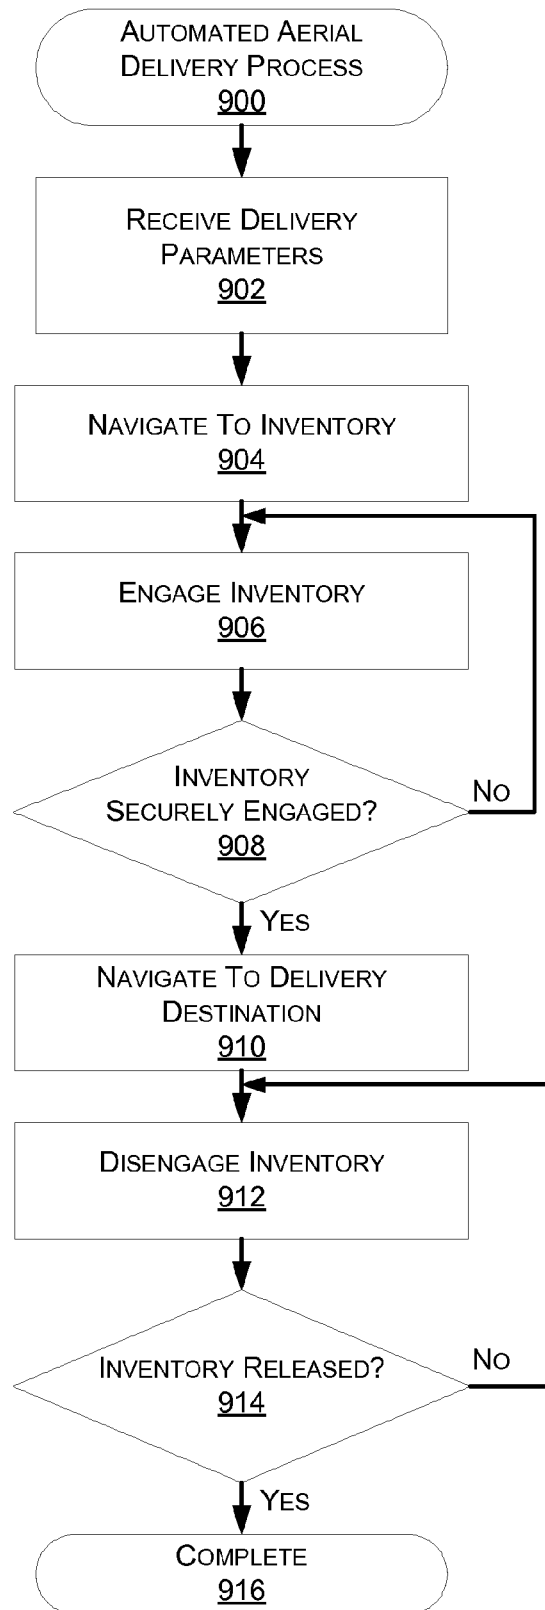 AUTOMATED AERIAL
DELIVERY PROCESS
900
RECEIVE DELIVERY
PARAMETERS
902
NAVIGATE TO INVENTORY
904
ENGAGE INVENTORY
906
INVENTORY
SECURELY ENGAGED?
908
NO
YES
NAVIGATE TO DELIVERY
DESTINATION
910
DISENGAGE INVENTORY
912
INVENTORY RELEASED?
914
NO
YES
COMPLETE
916